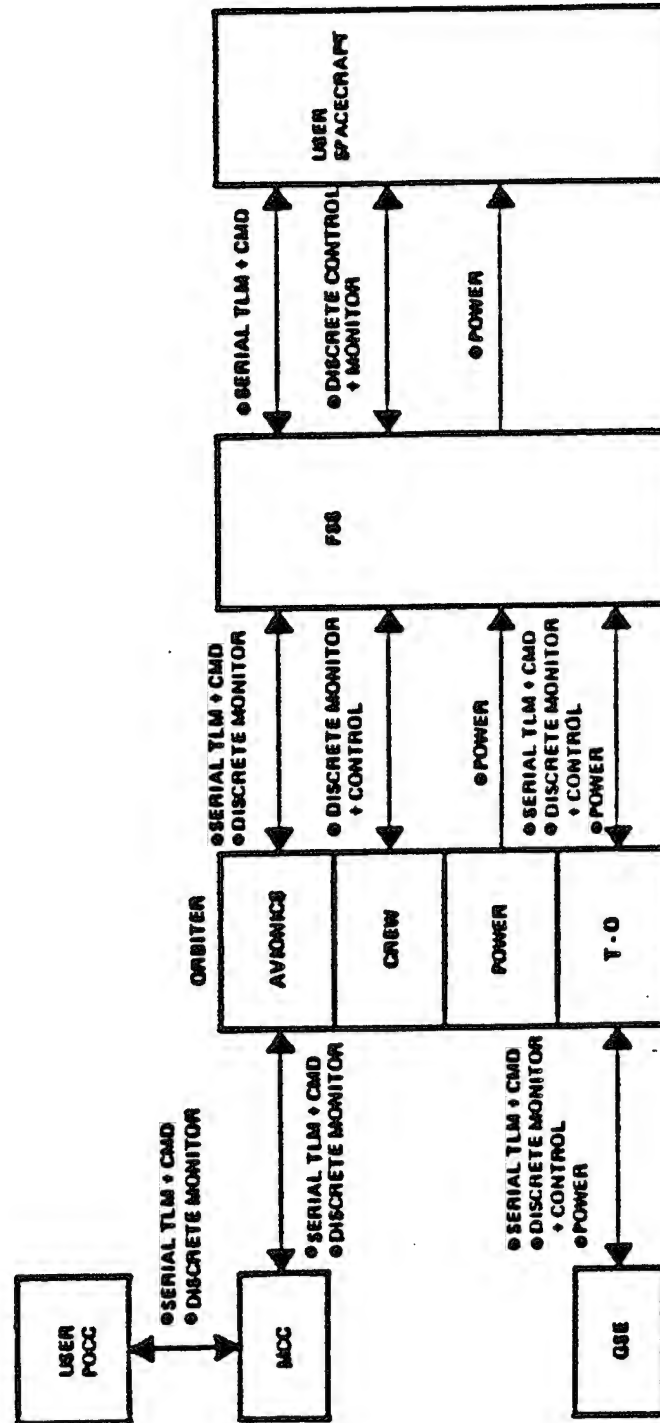 USER
POCC
●SERIAL TLM + CMD
●DISCRETE MONITOR
MCC
●SERIAL TLM + CMD
●DISCRETE MONITOR
GSE
●SERIAL TLM + CMD
●DISCRETE MONITOR
+ CONTROL
●POWER
ORBITER
AVIONICS
CREW
POWER
T-O
●SERIAL TLM + CMD
●DISCRETE MONITOR
●DISCRETE MONITOR
+ CONTROL
●POWER
●SERIAL TLM + CMD
●DISCRETE MONITOR
+ CONTROL
●POWER
FSS
●SERIAL TLM + CMD
●DISCRETE CONTROL
+ MONITOR
●POWER
USER
SPACECRAFT